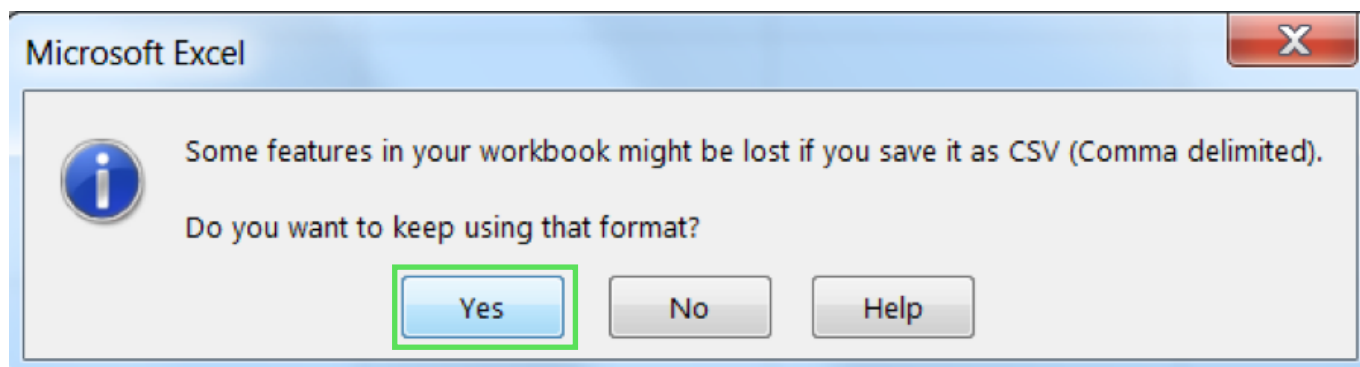 Microsoft Excel
Some features in your workbook might be lost if you save it as CSV (Comma delimited).
Do you want to keep using that format?
Yes No Help